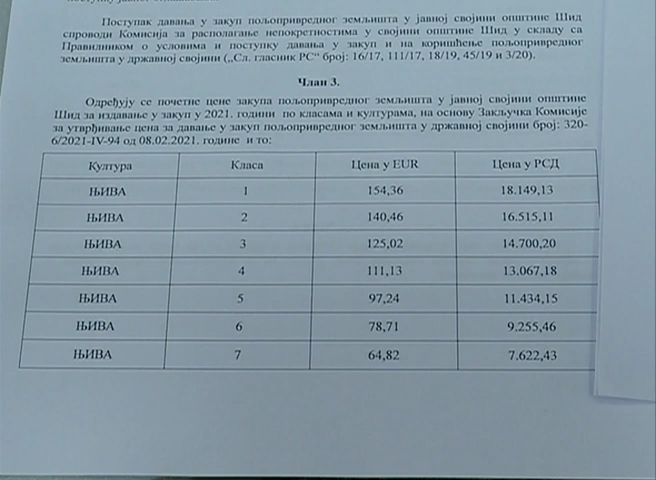 Поступак давања у закуп пољопривредног земљишта у јавној својини општине Шид
спроводи Комисија за располагање непокретностима у својини општине Шид у складу са
Правилником о условима и поступку давања у закуп и на коришћење пољопривредног
земљишта у државној својини („Сл. гласник РС“ број: 16/17, 111/17, 18/19, 45/19 и 3/20).
Члан 3.
Одређују се почетне цене закупа пољопривредног земљишта у јавној својини општине
Шид за издавање у закуп у 2021. години по класама и културама, на основу Закључка Комисије
за утврђивање цена за давање у закуп пољопривредног земљишта у државној својини број: 320-
6/2021-IV-94 од 08.02.2021. године и то:
Култура Класа Цена у EUR Цена у РСД
ЊИВА 1 154,36 18.149,13
ЊИВА 2 140,46 16.515,11
ЊИВА 3 125,02 14.700,20
ЊИВА 4 111,13 13.067,18
ЊИВА 5 97,24 11.434,15
ЊИВА 6 78,71 9.255,46
ЊИВА 7 64,82 7.622,43